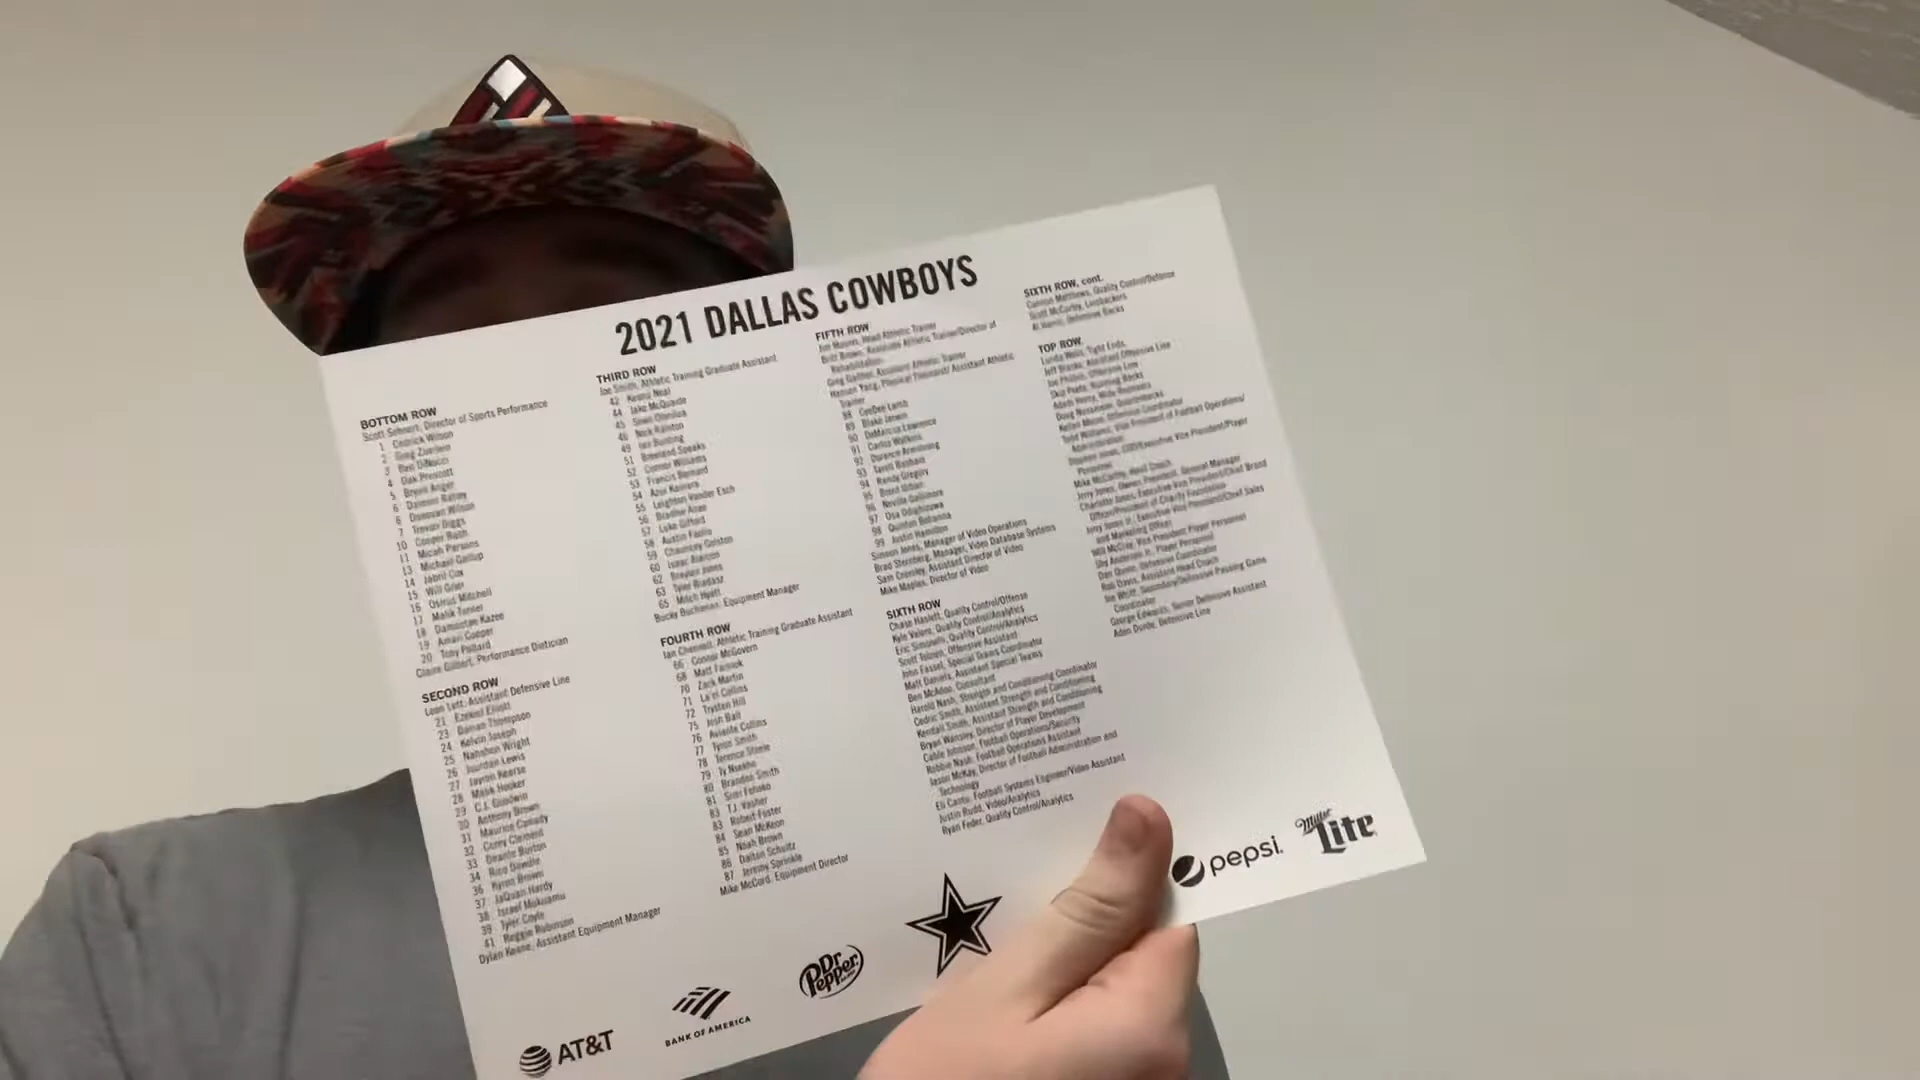 2021 DALLAS COWBOYS
BOTTOM ROW
Scott Sehnert, Director of Sports Performance
1 Cedrick Wilson
2 Greg Zuerlein
3 Ben DiNucci
4 Dak Prescott
5 Bryan Anger
6 Donovan Wilson
7 Trevon Diggs
10 Cooper Rush
11 Micah Parsons
13 Michael Gallup
14 Jabril Cox
15 Will Grier
16 Osirus Mitchell
17 Malik Turner
18 Damontae Kazee
19 Amari Cooper
20 Tony Pollard
Claire Gilbert, Performance Dietician
SECOND ROW
Leon Lett, Assistant Defensive Line
21 Ezekiel Elliott
23 Darian Thompson
24 Kelvin Joseph
25 Nahshon Wright
26 Jourdan Lewis
27 Jayron Kearse
28 Malik Hooker
29 C.J. Goodwin
30 Anthony Brown
31 Maurice Canady
32 Corey Clement
33 Deante Burton
34 Rico Dowdle
36 Kyron Brown
37 JaQuan Hardy
38 Israel Mukuamu
39 Tyler Coyle
41 Reggie Robinson
Dylan Keane, Assistant Equipment Manager
THIRD ROW
Joe Smith, Athletic Training Graduate Assistant
42 Keanu Neal
44 Jake McQuaide
45 Sewo Olonilua
46 Nick Ralston
49 Ian Bunting
51 Breeland Speaks
52 Connor Williams
53 Francis Bernard
54 Azur Kamara
55 Leighton Vander Esch
56 Bradlee Anae
57 Luke Gifford
58 Austin Faoliu
59 Chauncey Golston
60 Isaac Alarcon
62 Braylon Jones
63 Tyler Biadasz
65 Mitch Hyatt
Bucky Buchanan, Equipment Manager
FOURTH ROW
Ian Chennell, Athletic Training Graduate Assistant
66 Connor McGovern
68 Matt Farniok
70 Zack Martin
71 La'el Collins
72 Trysten Hill
75 Josh Ball
76 Aviante Collins
77 Tyron Smith
78 Terence Steele
79 Ty Nsekhe
80 Brandon Smith
81 Simi Fehoko
83 T.J. Vasher
83 Robert Foster
84 Sean McKeon
85 Noah Brown
86 Dalton Schultz
87 Jeremy Sprinkle
Mike McCord, Equipment Director
FIFTH ROW
Jim Maurer, Head Athletic Trainer
Britt Brown, Associate Athletic Trainer/Director of
Rehabilitation
Greg Gaither, Assistant Athletic Trainer
Hanson Yang, Physical Therapist/ Assistant Athletic
Trainer
88 CeeDee Lamb
89 Blake Jarwin
90 DeMarcus Lawrence
91 Carlos Watkins
92 Dorance Armstrong
93 Tarell Basham
94 Randy Gregory
95 Brent Urban
96 Neville Gallimore
97 Osa Odighizuwa
98 Quinton Bohanna
99 Justin Hamilton
Simeon Jones, Manager of Video Operations
Brad Sternberg, Manager, Video Database Systems
Sam Crensley, Assistant Director of Video
Mike Maples, Director of Video
SIXTH ROW
Chase Haslett, Quality Control/Offense
Kyle Valero, Quality Control/Analytics
Eric Simonelli, Quality Control/Analytics
Scott Tolzien, Offensive Assistant
John Fassel, Special Teams Coordinator
Matt Daniels, Assistant Special Teams
Ben McAdoo, Consultant
Harold Nash, Strength and Conditioning Coordinator
Cedric Smith, Assistant Strength and Conditioning
Kendall Smith, Assistant Strength and Conditioning
Bryan Wansley, Director of Player Development
Cable Johnson, Football Operations/Security
Robbie Nash, Football Operations Assistant
Jason McKay, Director of Football Administration and
Technology
Eli Cantu, Football Systems Engineer/Video Assistant
Justin Rudd, Video/Analytics
Ryan Feder, Quality Control/Analytics
SIXTH ROW, cont.
Cannon Matthews, Quality Control/Defense
Scott McCurley, Linebackers
Al Harris, Defensive Backs
TOP ROW
Lunda Wells, Tight Ends
Jeff Blasko, Assistant Offensive Line
Joe Philbin, Offensive Line
Skip Peete, Running Backs
Adam Henry, Wide Receivers
Doug Nussmeier, Quarterbacks
Kellen Moore, Offensive Coordinator
Todd Williams, Vice President of Football Operations/
Administration
Stephen Jones, COO/Executive Vice President/Player
Personnel
Mike McCarthy, Head Coach
Jerry Jones, Owner, President, General Manager
Charlotte Jones, Executive Vice President/Chief Brand
Officer/President of Charity Foundation
Jerry Jones Jr., Executive Vice President/Chief Sales
and Marketing Officer
Will McClay, Vice President Player Personnel
Shy Anderson Jr., Player Personnel
Dan Quinn, Defensive Coordinator
Rob Davis, Assistant Head Coach
Joe Whitt, Secondary/Defensive Passing Game
Coordinator
George Edwards, Senior Defensive Assistant
Aden Durde, Defensive Line
AT&T
BANK OF AMERICA
Dr Pepper
pepsi.
Miller Lite